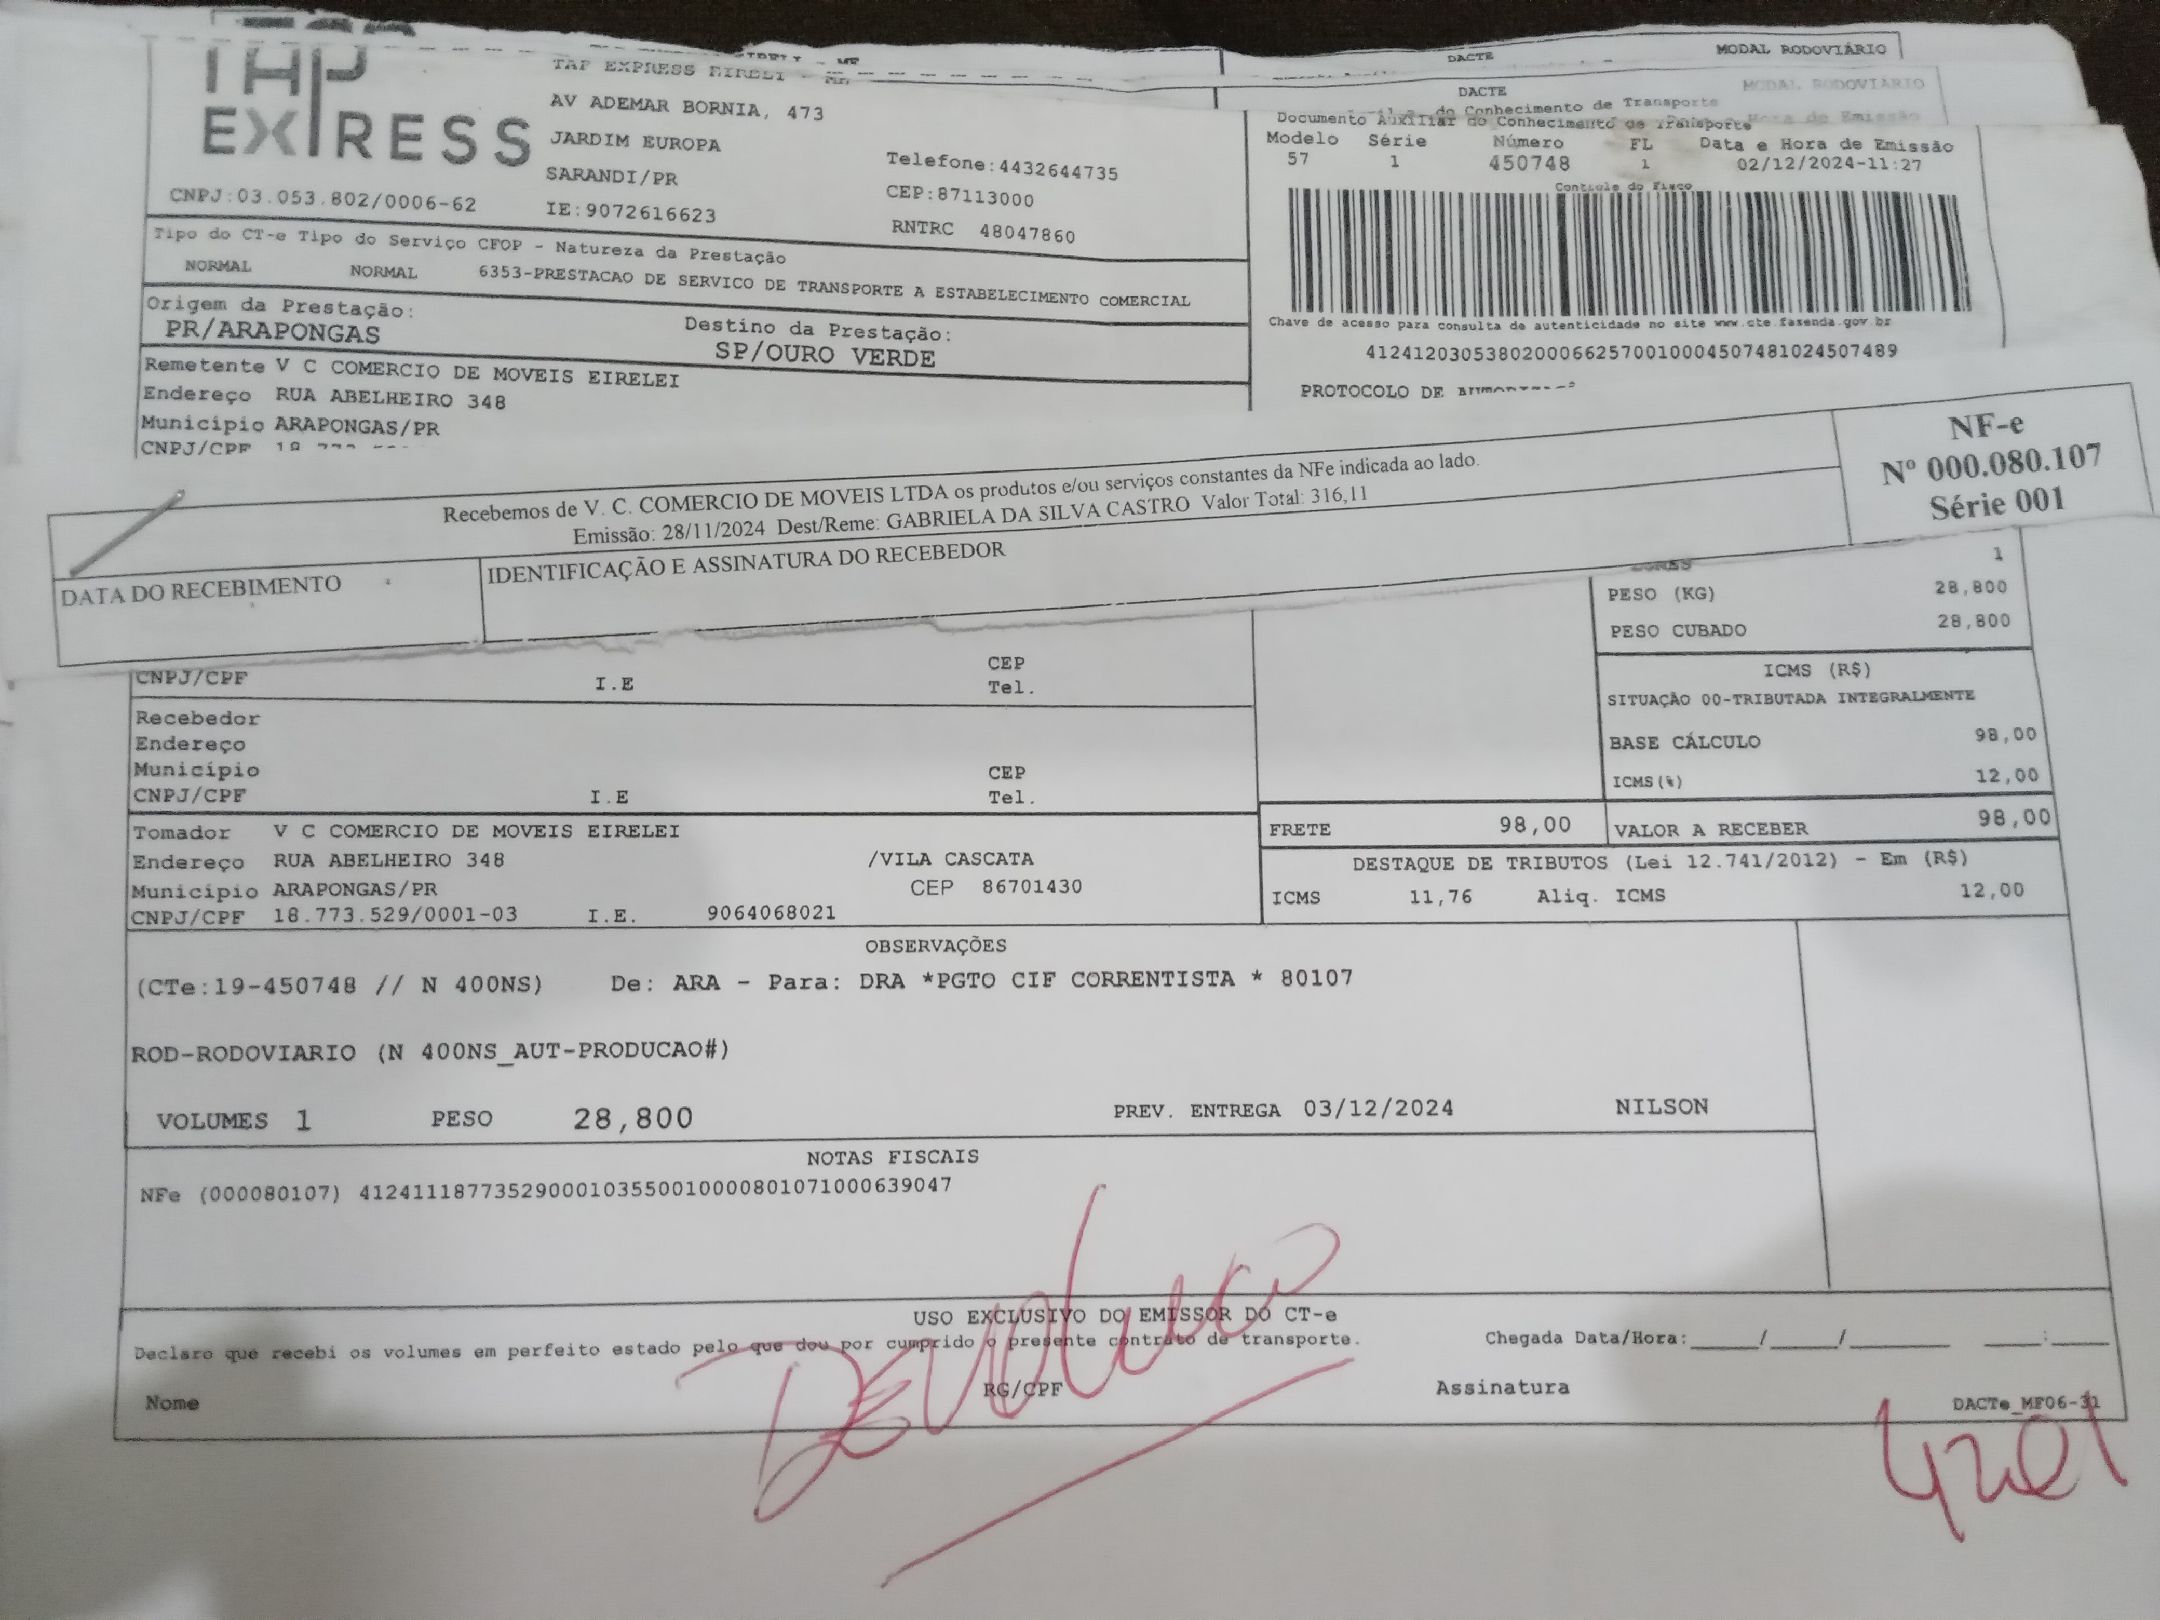 DACTE MODAL RODOVIÁRIO
TAP EXPRESS
TAP EXPRESS EIRELI - ME
AV ADEMAR BORNIA, 473
JARDIM EUROPA
SARANDI/PR
IE:9072616623
Telefone:4432644735
CEP:87113000
RNTRC 48047860
CNPJ:03.053.802/0006-62
DACTE MODAL RODOVIARIO
Documento Auxiliar do Conhecimento de Transporte
Modelo Série Número FL Data e Hora de Emissão
57 1 450748 1 02/12/2024-11:27
Controle do Fisco
Chave de acesso para consulta de autenticidade no site www.cte.fazenda.gov.br
41241203053802000662570010004507481024507489
PROTOCOLO DE
Tipo do CT-e Tipo do Serviço CFOP - Natureza da Prestação
NORMAL NORMAL 6353-PRESTACAO DE SERVICO DE TRANSPORTE A ESTABELECIMENTO COMERCIAL
Origem da Prestação: Destino da Prestação:
PR/ARAPONGAS SP/OURO VERDE
Remetente V C COMERCIO DE MOVEIS EIRELEI
Endereço RUA ABELHEIRO 348
Município ARAPONGAS/PR
CNPJ/CPF
Recebemos de V. C. COMERCIO DE MOVEIS LTDA os produtos e/ou serviços constantes da NFe indicada ao lado.
Emissão: 28/11/2024 Dest/Reme: GABRIELA DA SILVA CASTRO Valor Total: 316,11
NF-e
Nº 000.080.107
Série 001
DATA DO RECEBIMENTO
IDENTIFICAÇÃO E ASSINATURA DO RECEBEDOR
1
PESO (KG) 28,800
PESO CUBADO 28,800
CEP
CNPJ/CPF I.E Tel.
ICMS (R$)
SITUAÇÃO 00-TRIBUTADA INTEGRALMENTE
BASE CÁLCULO 98,00
ICMS(%) 12,00
Recebedor
Endereço
Município CEP
CNPJ/CPF I.E Tel.
Tomador V C COMERCIO DE MOVEIS EIRELEI
Endereço RUA ABELHEIRO 348 /VILA CASCATA
Município ARAPONGAS/PR CEP 86701430
CNPJ/CPF 18.773.529/0001-03 I.E. 9064068021
FRETE 98,00 VALOR A RECEBER 98,00
DESTAQUE DE TRIBUTOS (Lei 12.741/2012) - Em (R$)
ICMS 11,76 Aliq. ICMS 12,00
OBSERVAÇÕES
(CTe:19-450748 // N 400NS) De: ARA - Para: DRA *PGTO CIF CORRENTISTA * 80107
ROD-RODOVIARIO (N 400NS_AUT-PRODUCAO#)
VOLUMES 1 PESO 28,800 PREV. ENTREGA 03/12/2024 NILSON
NOTAS FISCAIS
NFe (000080107) 41241118773529000103550010000801071000639047
USO EXCLUSIVO DO EMISSOR DO CT-e
Declaro que recebi os volumes em perfeito estado pelo que dou por cumprido o presente contrato de transporte. Chegada Data/Hora:____/____/______ ____:____
Nome RG/CPF Assinatura DACTe_MF06-31